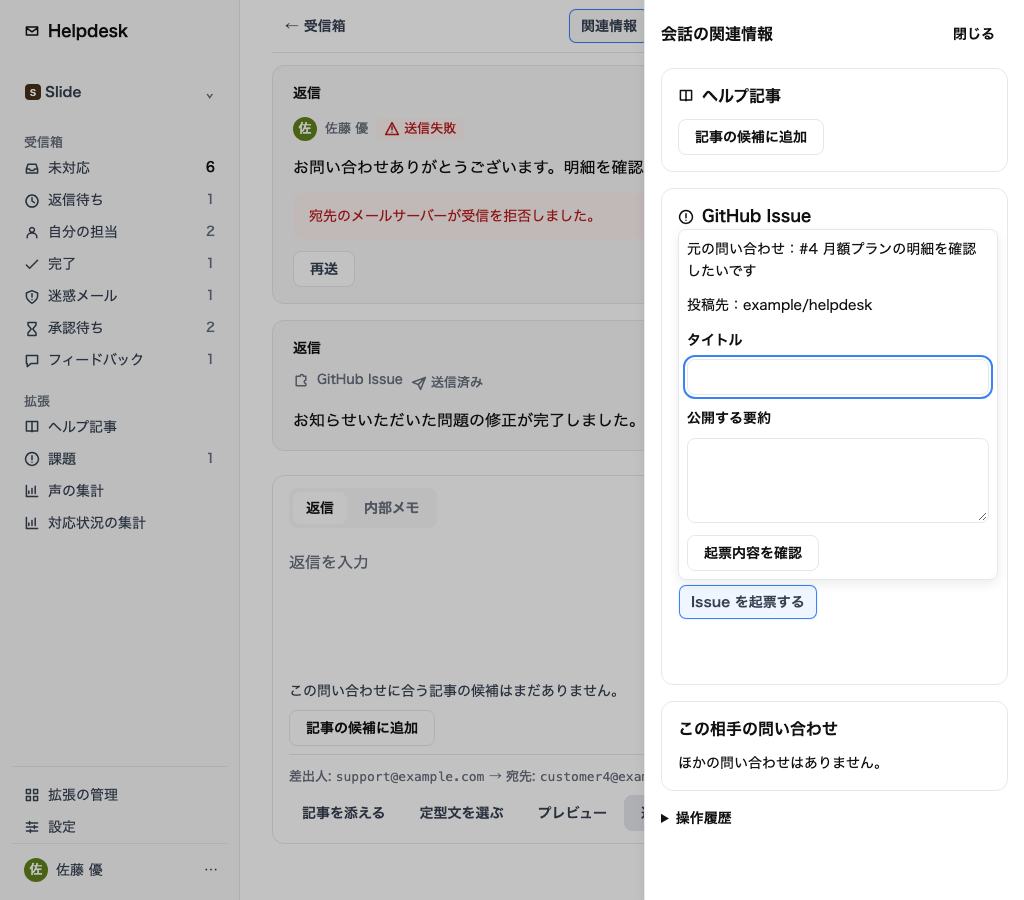 Helpdesk
S Slide
受信箱
未対応 6
返信待ち 1
自分の担当 2
完了 1
迷惑メール 1
承認待ち 2
フィードバック 1
拡張
ヘルプ記事
課題 1
声の集計
対応状況の集計
拡張の管理
設定
佐 佐藤 優 …
← 受信箱
関連情報
返信
佐 佐藤 優 送信失敗
お問い合わせありがとうございます。明細を確認
宛先のメールサーバーが受信を拒否しました。
再送
返信
GitHub Issue 送信済み
お知らせいただいた問題の修正が完了しました。
返信 内部メモ
返信を入力
この問い合わせに合う記事の候補はまだありません。
記事の候補に追加
差出人: support@example.com → 宛先: customer4@exam
記事を添える 定型文を選ぶ プレビュー
会話の関連情報 閉じる
ヘルプ記事
記事の候補に追加
GitHub Issue
元の問い合わせ：#4 月額プランの明細を確認
したいです
投稿先：example/helpdesk
タイトル
公開する要約
起票内容を確認
Issue を起票する
この相手の問い合わせ
ほかの問い合わせはありません。
操作履歴